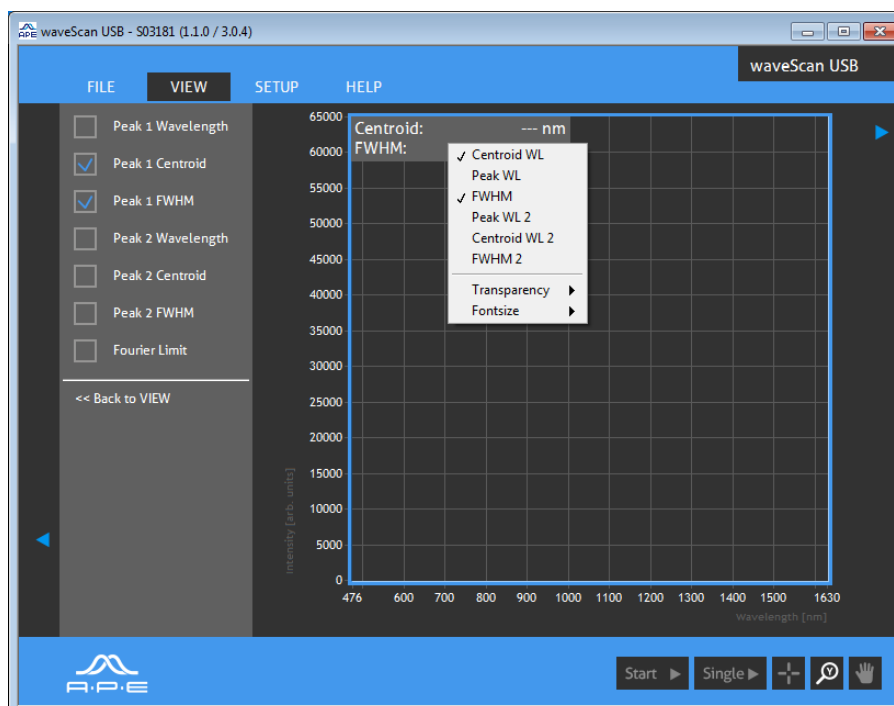 APE waveScan USB - S03181 (1.1.0 / 3.0.4)
waveScan USB
FILE VIEW SETUP HELP
Peak 1 Wavelength
Peak 1 Centroid
Peak 1 FWHM
Peak 2 Wavelength
Peak 2 Centroid
Peak 2 FWHM
Fourier Limit
<< Back to VIEW
65000
60000
55000
50000
45000
40000
35000
30000
25000
20000
15000
10000
5000
0
Intensity [arb. units]
Centroid: --- nm
FWHM:
Centroid WL
Peak WL
FWHM
Peak WL 2
Centroid WL 2
FWHM 2
Transparency
Fontsize
476 600 700 800 900 1000 1100 1200 1300 1400 1500 1630
Wavelength [nm]
A·P·E
Start Single Y